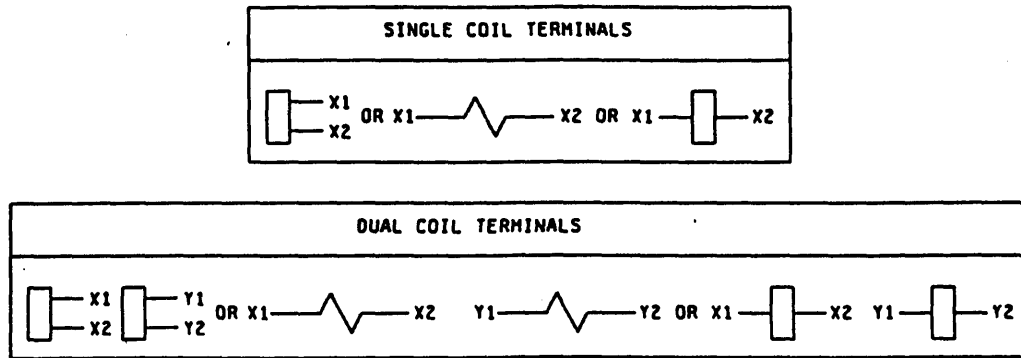 SINGLE COIL TERMINALS
X1
X2
OR X1 X2 OR X1 X2
DUAL COIL TERMINALS
X1 Y1
X2 Y2
OR X1 X2 Y1 Y2 OR X1 X2 Y1 Y2